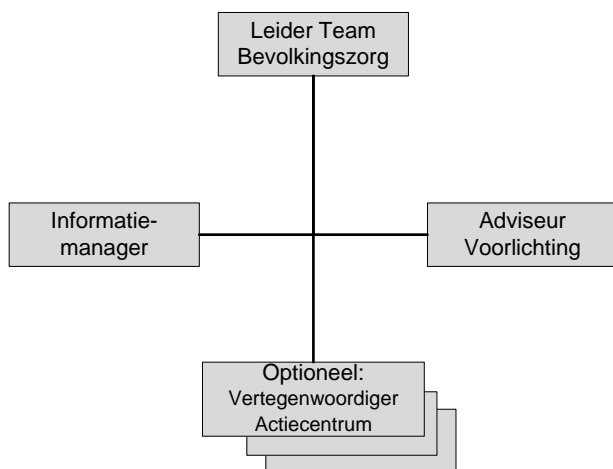 Leider Team
Bevolkingszorg
Informatie-
manager
Adviseur
Voorlichting
Optioneel:
Vertegenwoordiger
Actiecentrum